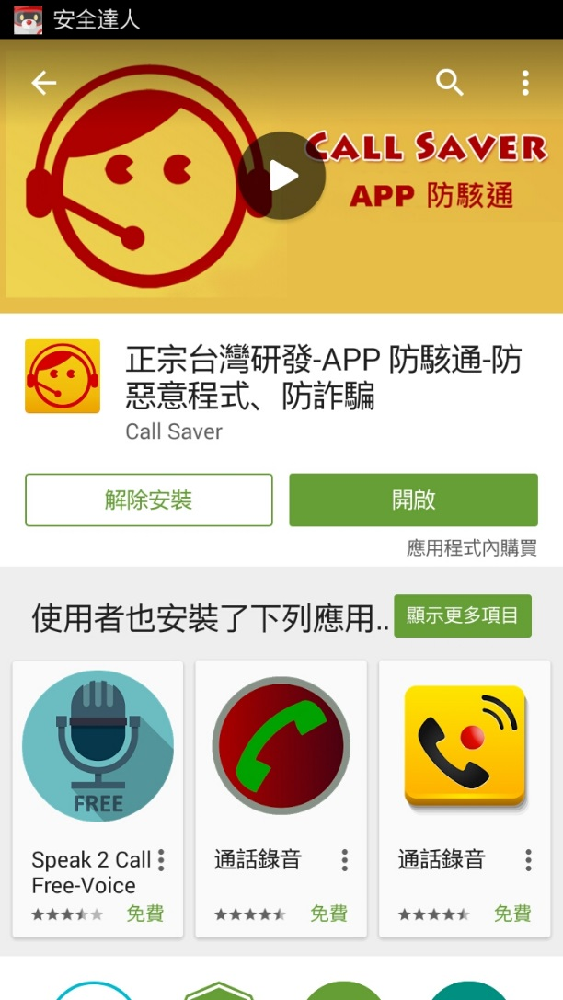 安全達人
CALL SAVER
APP 防駭通
正宗台灣研發-APP 防駭通-防
惡意程式、防詐騙
Call Saver
解除安裝
開啟
應用程式內購買
使用者也安裝了下列應用..
顯示更多項目
FREE
Speak 2 Call
Free-Voice
免費
通話錄音
免費
通話錄音
免費